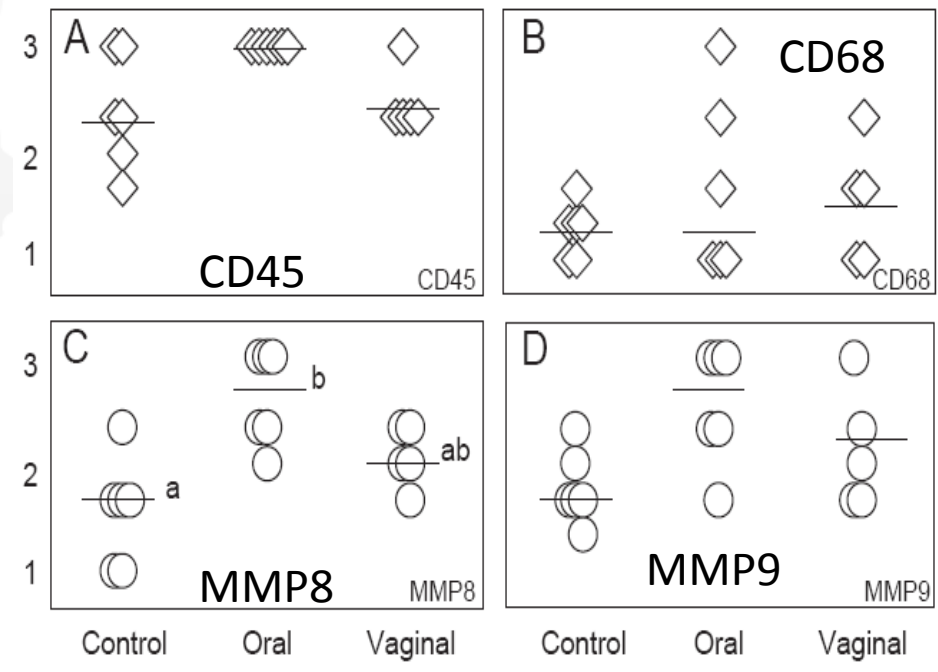 A
B
3
2
1
CD68
CD45
CD45
CD68
C
D
3
2
1
b
a
ab
MMP8
MMP8
MMP9
MMP9
Control Oral Vaginal Control Oral Vaginal